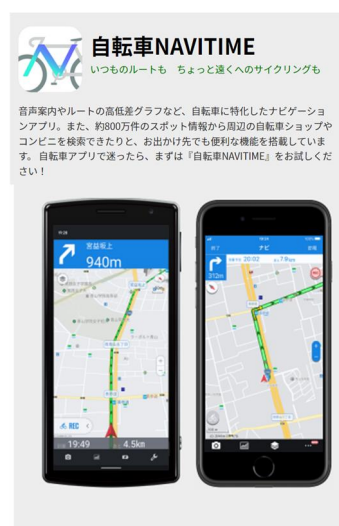 自転車NAVITIME
いつものルートも　ちょっと遠くへのサイクリングも
音声案内やルートの高低差グラフなど、自転車に特化したナビゲーショ
ンアプリ。また、約800万件のスポット情報から周辺の自転車ショップや
コンビニを検索できたりと、お出かけ先でも便利な機能を搭載していま
す。 自転車アプリで迷ったら、まずは『自転車NAVITIME』をお試しくだ
さい！
宮益坂上
940m
REC
19:49
4.5km
終了
ナビ
20:02
312m